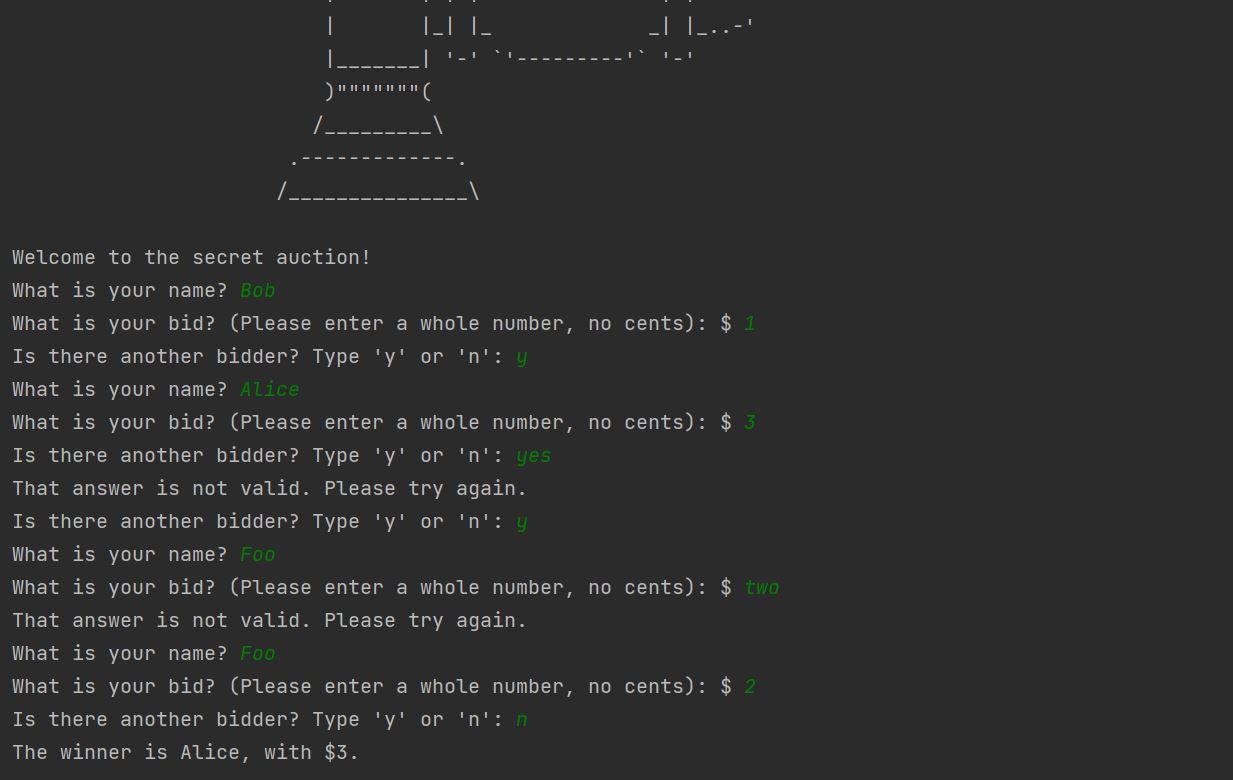 |       |_| |_             _| |_..-'
|_______| '-' `'---------'` '-'
)"""""""(
/_________\
.-------------.
/_______________\
Welcome to the secret auction!
What is your name? Bob
What is your bid? (Please enter a whole number, no cents): $ 1
Is there another bidder? Type 'y' or 'n': y
What is your name? Alice
What is your bid? (Please enter a whole number, no cents): $ 3
Is there another bidder? Type 'y' or 'n': yes
That answer is not valid. Please try again.
Is there another bidder? Type 'y' or 'n': y
What is your name? Foo
What is your bid? (Please enter a whole number, no cents): $ two
That answer is not valid. Please try again.
What is your name? Foo
What is your bid? (Please enter a whole number, no cents): $ 2
Is there another bidder? Type 'y' or 'n': n
The winner is Alice, with $3.